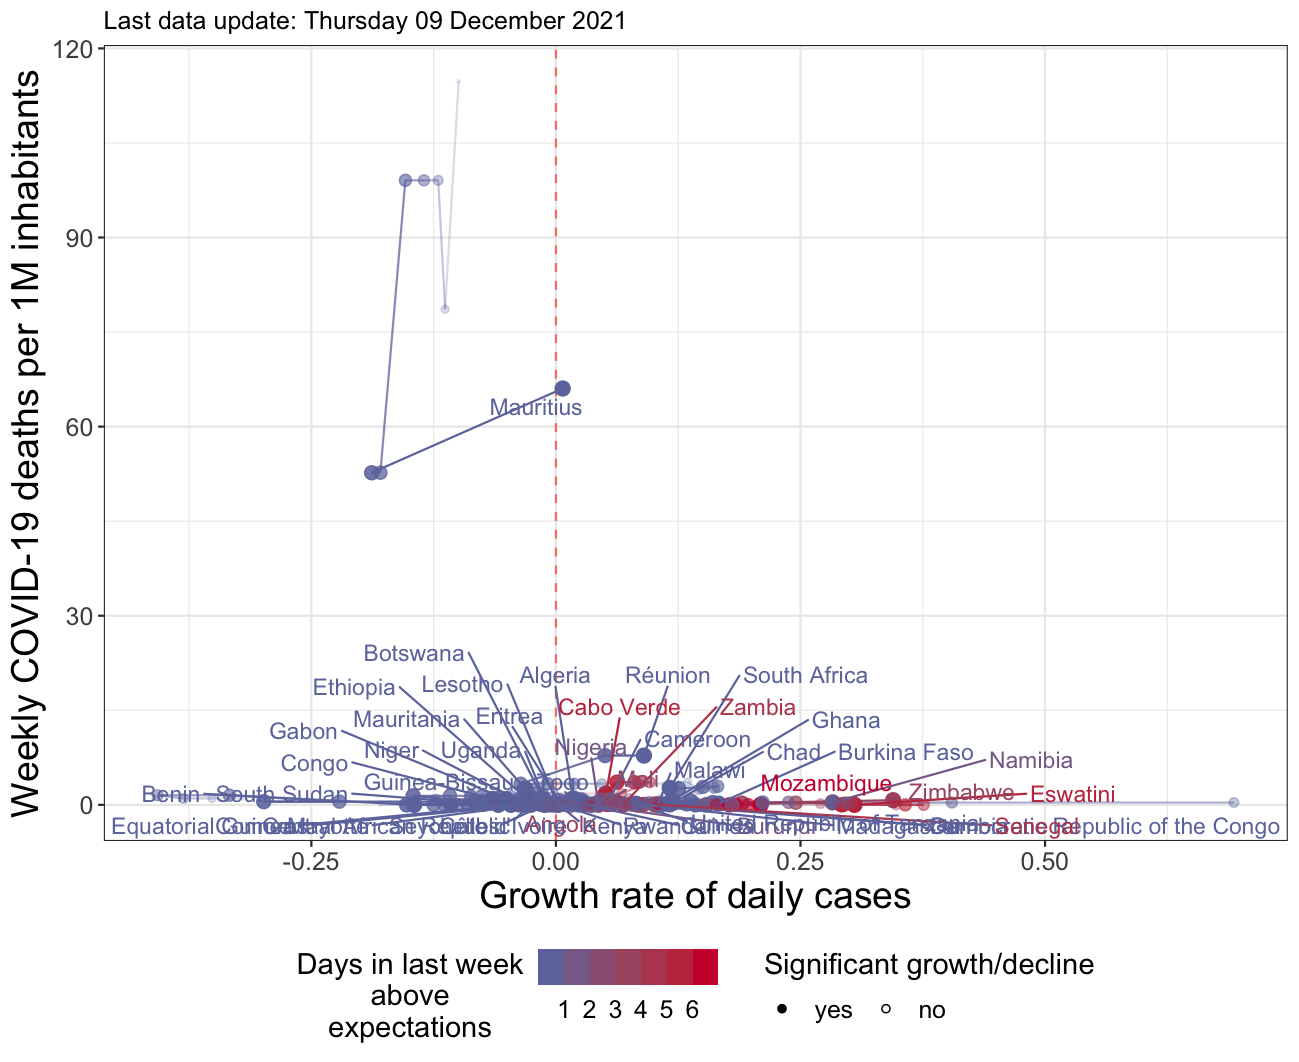 Last data update: Thursday 09 December 2021
Weekly COVID-19 deaths per 1M inhabitants
120
90
60
30
0
Mauritius
Botswana
Ethiopia
Lesotho
Algeria
Réunion
South Africa
Mauritania
Eritrea
Cabo Verde
Zambia
Ghana
Gabon
Niger
Uganda
Nigeria
Cameroon
Chad
Burkina Faso
Namibia
Congo
Guinea-Bissau
Togo
Mali
Malawi
Mozambique
Zimbabwe
Eswatini
Benin
South Sudan
Equatorial
Angola
Kenya
Rwanda
Burundi
Madagascar
Senegal
Republic of the Congo
-0.25
0.00
0.25
0.50
Growth rate of daily cases
Days in last week
above
expectations
1 2 3 4 5 6
Significant growth/decline
yes no